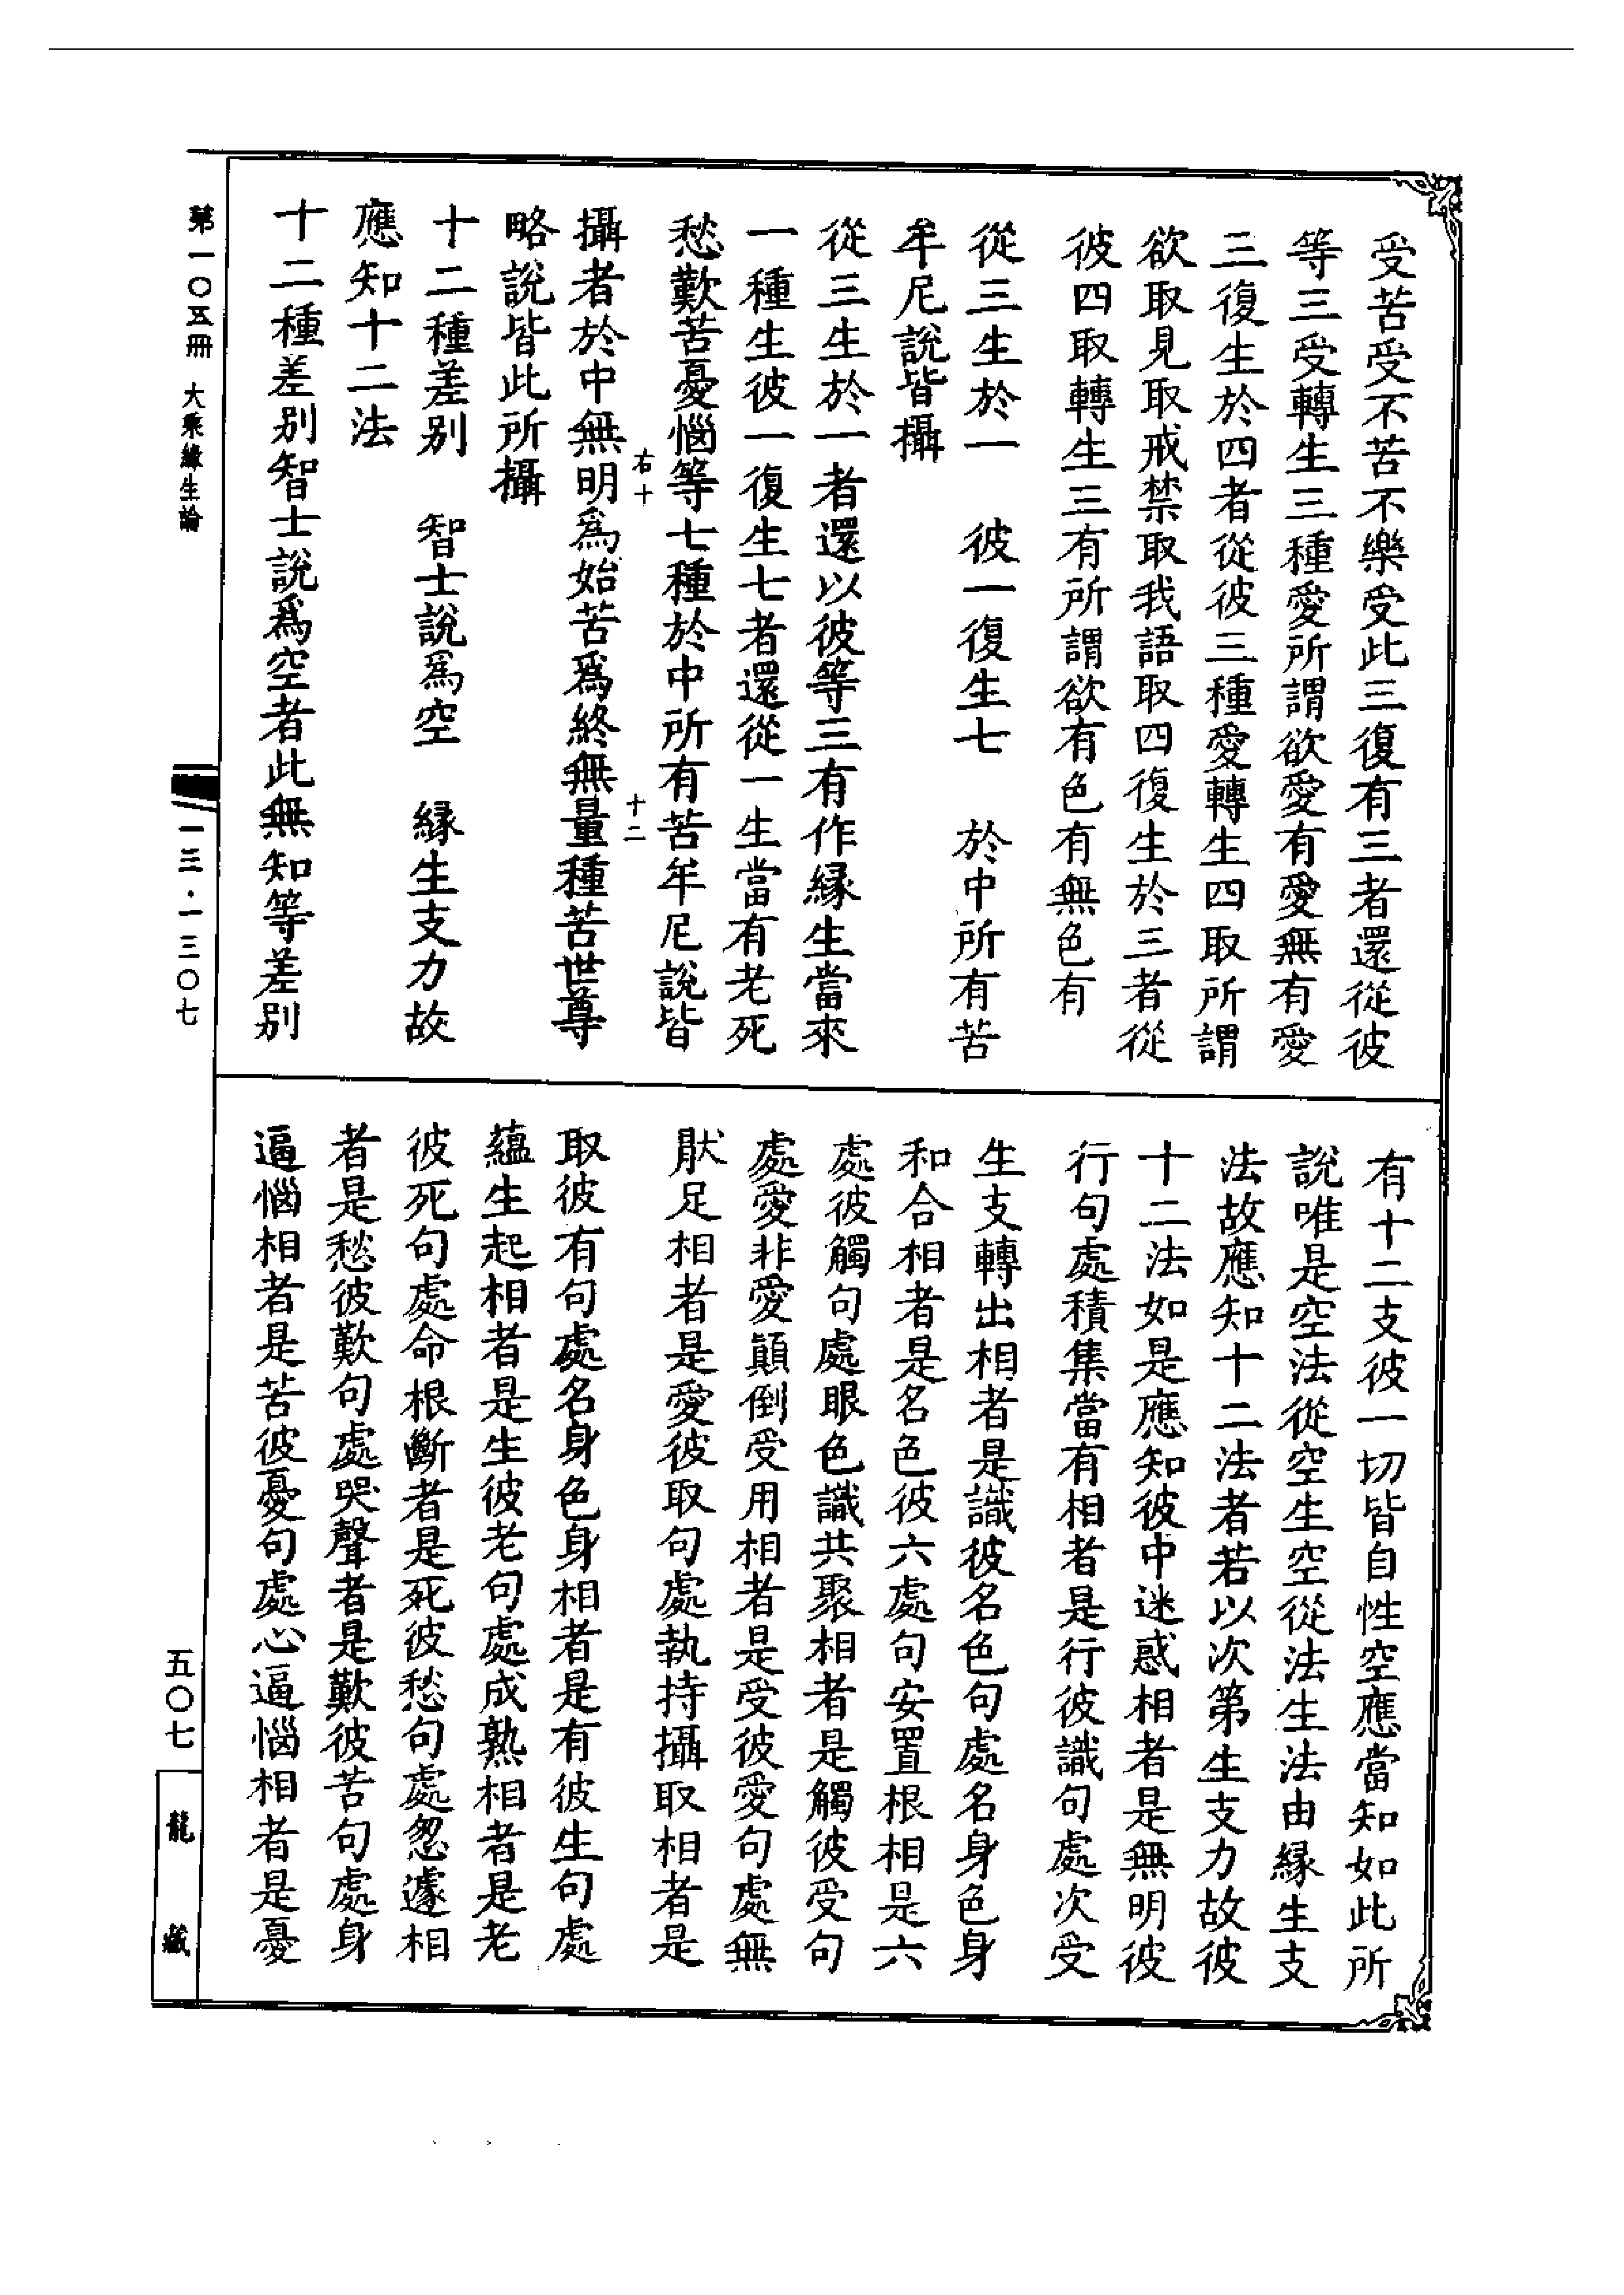 受苦受不苦不樂受此三復有三者還從彼
等三受轉生三種愛所謂欲愛有愛無有愛
三復生於四者從彼三種愛轉生四取所謂
欲取見取戒禁取我語取四復生於三者從
彼四取轉生三有所謂欲有色有無色有
從三生於一　彼一復生七　於中所有苦
牟尼說皆攝
從三生於一者還以彼等三有作緣生當來
一種生彼一復生七者還從一生當有老死
愁歎苦憂惱等七種於中所有苦牟尼說皆
攝者於中無明爲始苦爲終無量種苦世尊
右十　十二
略說皆此所攝
十二種差別　智士說爲空　緣生支力故
應知十二法
十二種差別智士說爲空者此無知等差別
有十二支彼一切皆自性空應當知如此所
說唯是空法從空生空從法生法由緣生支
法故應知十二法者若以次第生支力故彼
十二法如是應知彼中迷惑相者是無明彼
行句處積集當有相者是行彼識句處次受
生支轉出相者是識彼名色句處名身色身
和合相者是名色彼六處句安置根相是六
處彼觸句處眼色識共聚相者是觸彼受句
處愛非愛顛倒受用相者是受彼愛句處無
猒足相者是愛彼取句處執持攝取相者是
取彼有句處名身色身相者是有彼生句處
蘊生起相者是生彼老句處成熟相者是老
彼死句處命根斷者是死彼愁句處怱遽相
者是愁彼歎句處哭聲者是歎彼苦句處身
逼惱相者是苦彼憂句處心逼惱相者是憂
第一〇五冊　大乘緣生論
一三·一三〇七
五〇七
龍藏